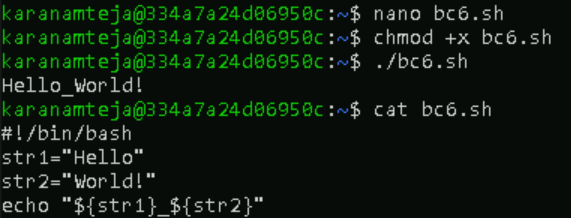 karanamteja@334a7a24d06950c:~$ nano bc6.sh
karanamteja@334a7a24d06950c:~$ chmod +x bc6.sh
karanamteja@334a7a24d06950c:~$ ./bc6.sh
Hello_World!
karanamteja@334a7a24d06950c:~$ cat bc6.sh
#!/bin/bash
str1="Hello"
str2="World!"
echo "${str1}_${str2}"